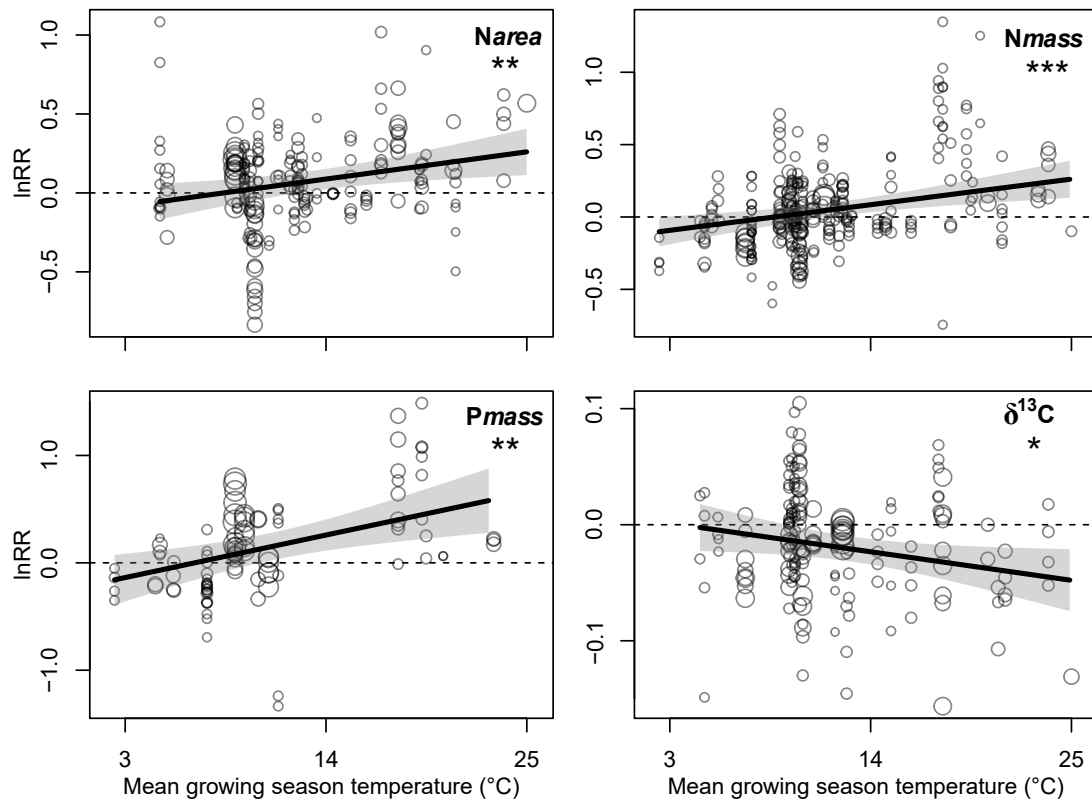 1.0
0.5
0.0
−0.5
lnRR
Narea
**
1.0
0.5
0.0
−0.5
Nmass
***
1.0
0.0
−1.0
lnRR
Pmass
**
3 14 25
Mean growing season temperature (°C)
0.1
0.0
−0.1
δ¹³C
*
3 14 25
Mean growing season temperature (°C)